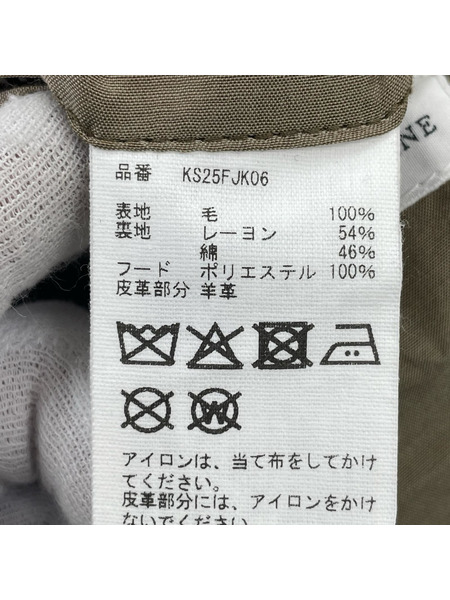 NE
品番 KS25FJK06
表地 毛 100%
裏地 レーヨン 54%
綿 46%
フード ポリエステル 100%
皮革部分 羊革
W
アイロンは、当て布をしてかけ
てください。
皮革部分には、アイロンをかけ
ないでください。